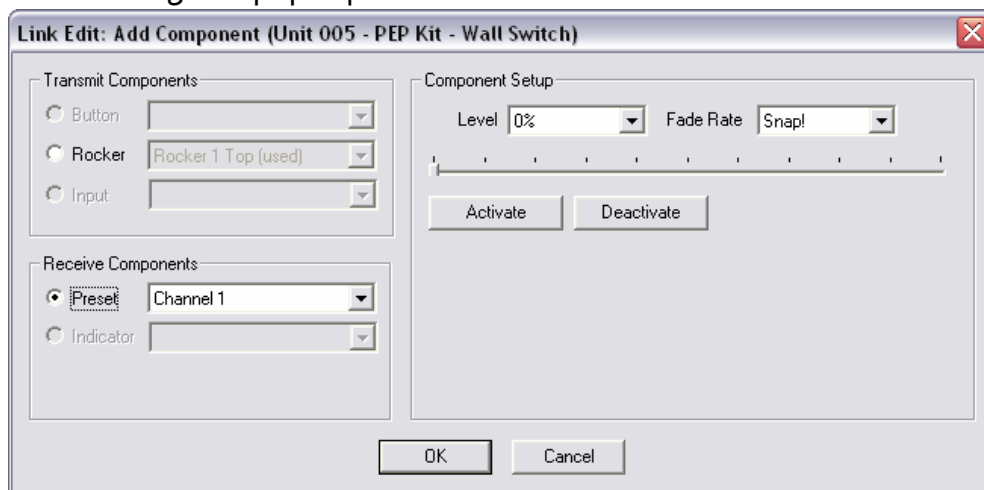 Link Edit: Add Component (Unit 005 - PEP Kit - Wall Switch)
Transmit Components
Button
Rocker Rocker 1 Top (used)
Input
Receive Components
Preset Channel 1
Indicator
Component Setup
Level 0% Fade Rate Snap!
Activate Deactivate
OK Cancel